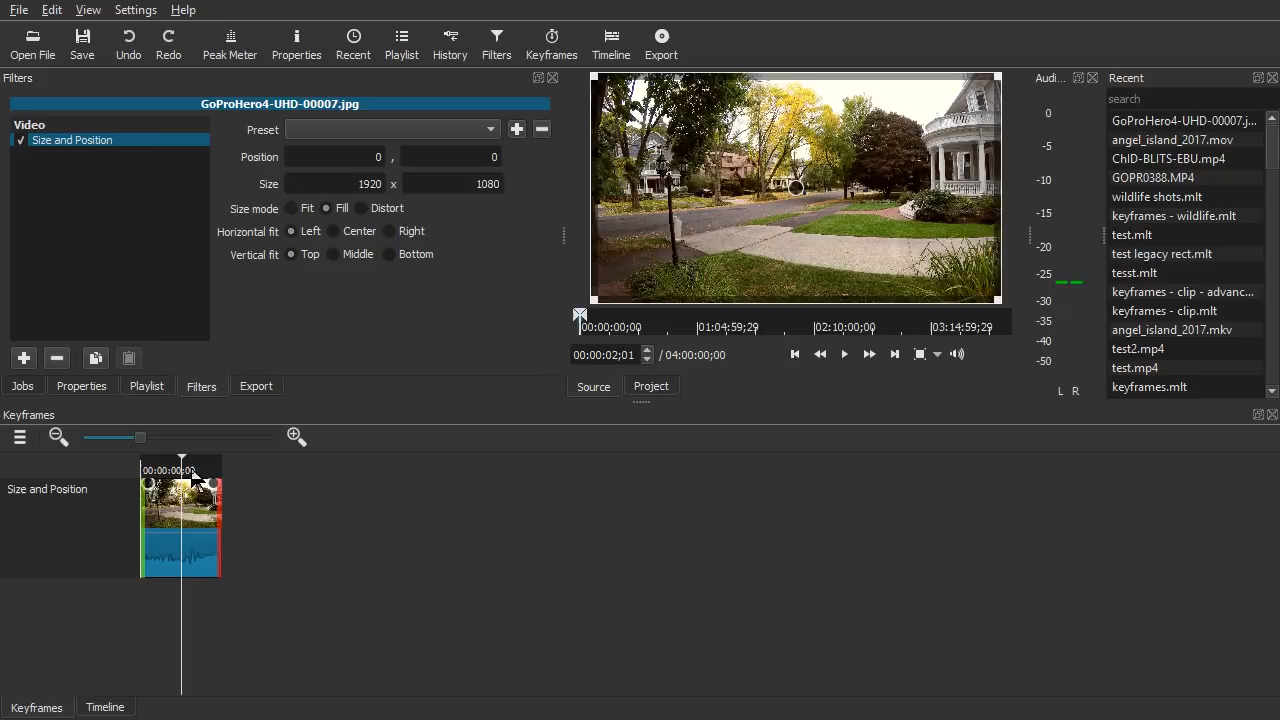 File Edit View Settings Help
Open File Save Undo Redo Peak Meter Properties Recent Playlist History Filters Keyframes Timeline Export
Filters
GoProHero4-UHD-00007.jpg
Video
✓ Size and Position
Preset
Position 0 , 0
Size 1920 x 1080
Size mode Fit Fill Distort
Horizontal fit Left Center Right
Vertical fit Top Middle Bottom
Jobs Properties Playlist Filters Export
00:00:00;00 |01:04:59;29 |02:10:00;00 |03:14:59;29
00:00:02;01 / 04:00:00;00
Source Project
Audi...
0
-5
-10
-15
-20
-25
-30
-35
-40
-50
L R
Recent
search
GoProHero4-UHD-00007.j...
angel_island_2017.mov
ChID-BLITS-EBU.mp4
GOPR0388.MP4
wildlife shots.mlt
keyframes - wildlife.mlt
test.mlt
test legacy rect.mlt
tesst.mlt
keyframes - clip - advanc...
keyframes - clip.mlt
angel_island_2017.mkv
test2.mp4
test.mp4
keyframes.mlt
Keyframes
Size and Position
Keyframes Timeline